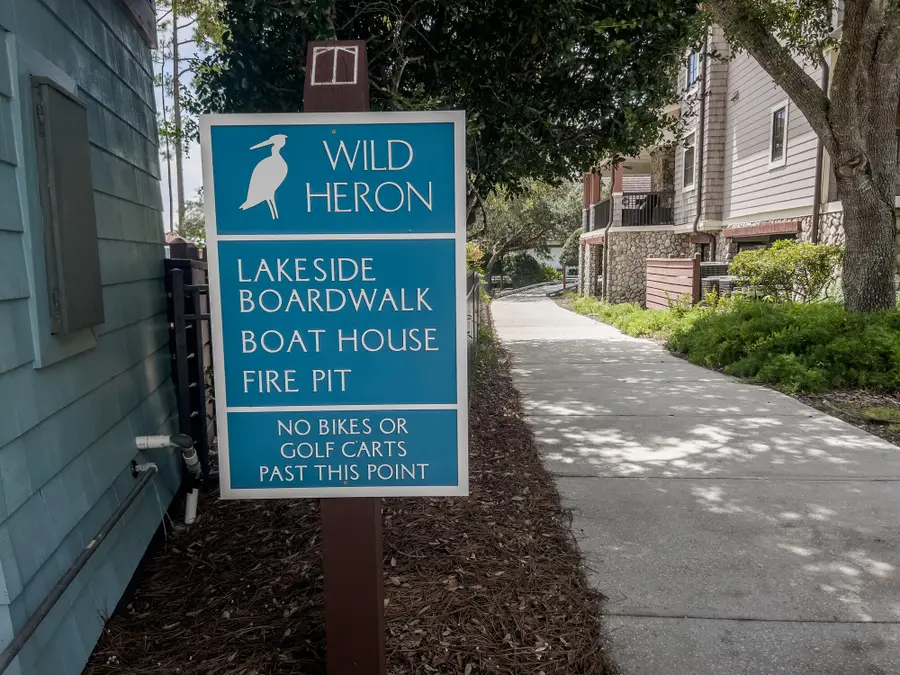 WILD
HERON
LAKESIDE
BOARDWALK
BOAT HOUSE
FIRE PIT
NO BIKES OR
GOLF CARTS
PAST THIS POINT